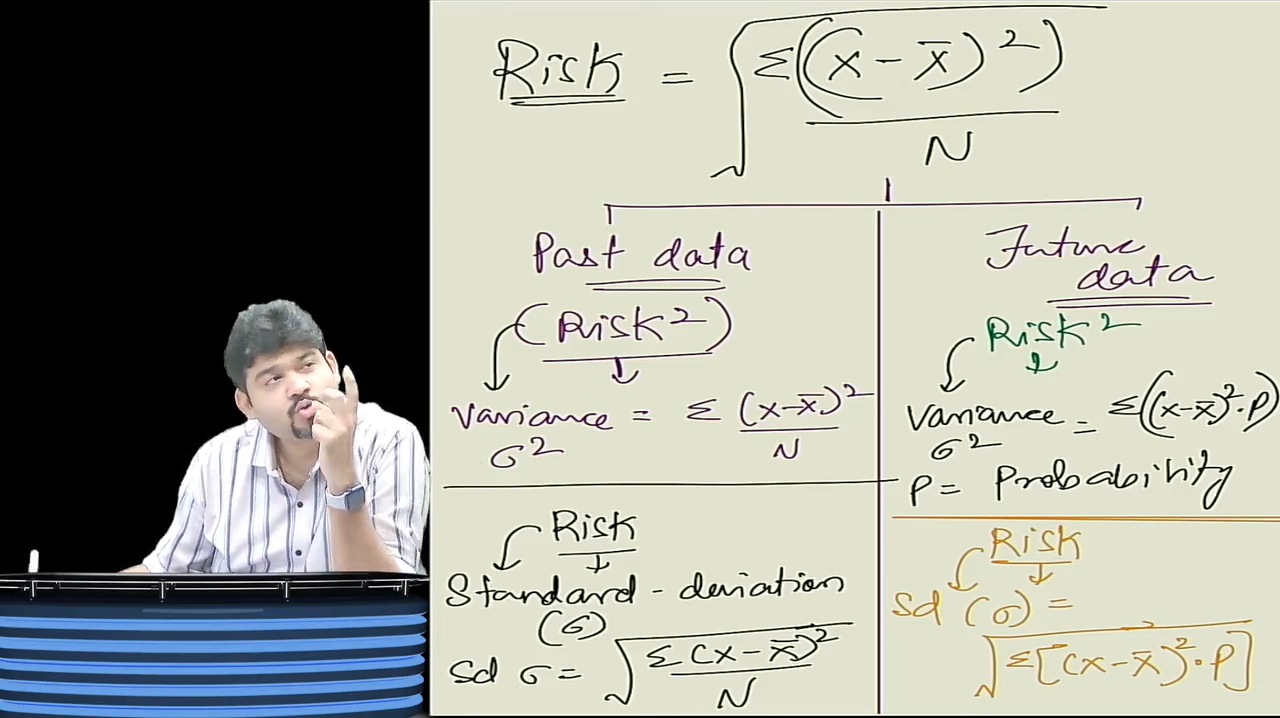 Risk = √Σ((x-x̄)²)/N
Past data
(Risk²)
Variance = Σ (x-x̄)²/N
σ²
Risk
Standard-deviation
(σ)
Sd σ = √Σ(x-x̄)²/N
Future
data
Risk²
Variance = Σ((x-x̄)²·P)
σ²
P = Probability
Risk
Sd (σ) =
√Σ[(x-x̄)²·P]